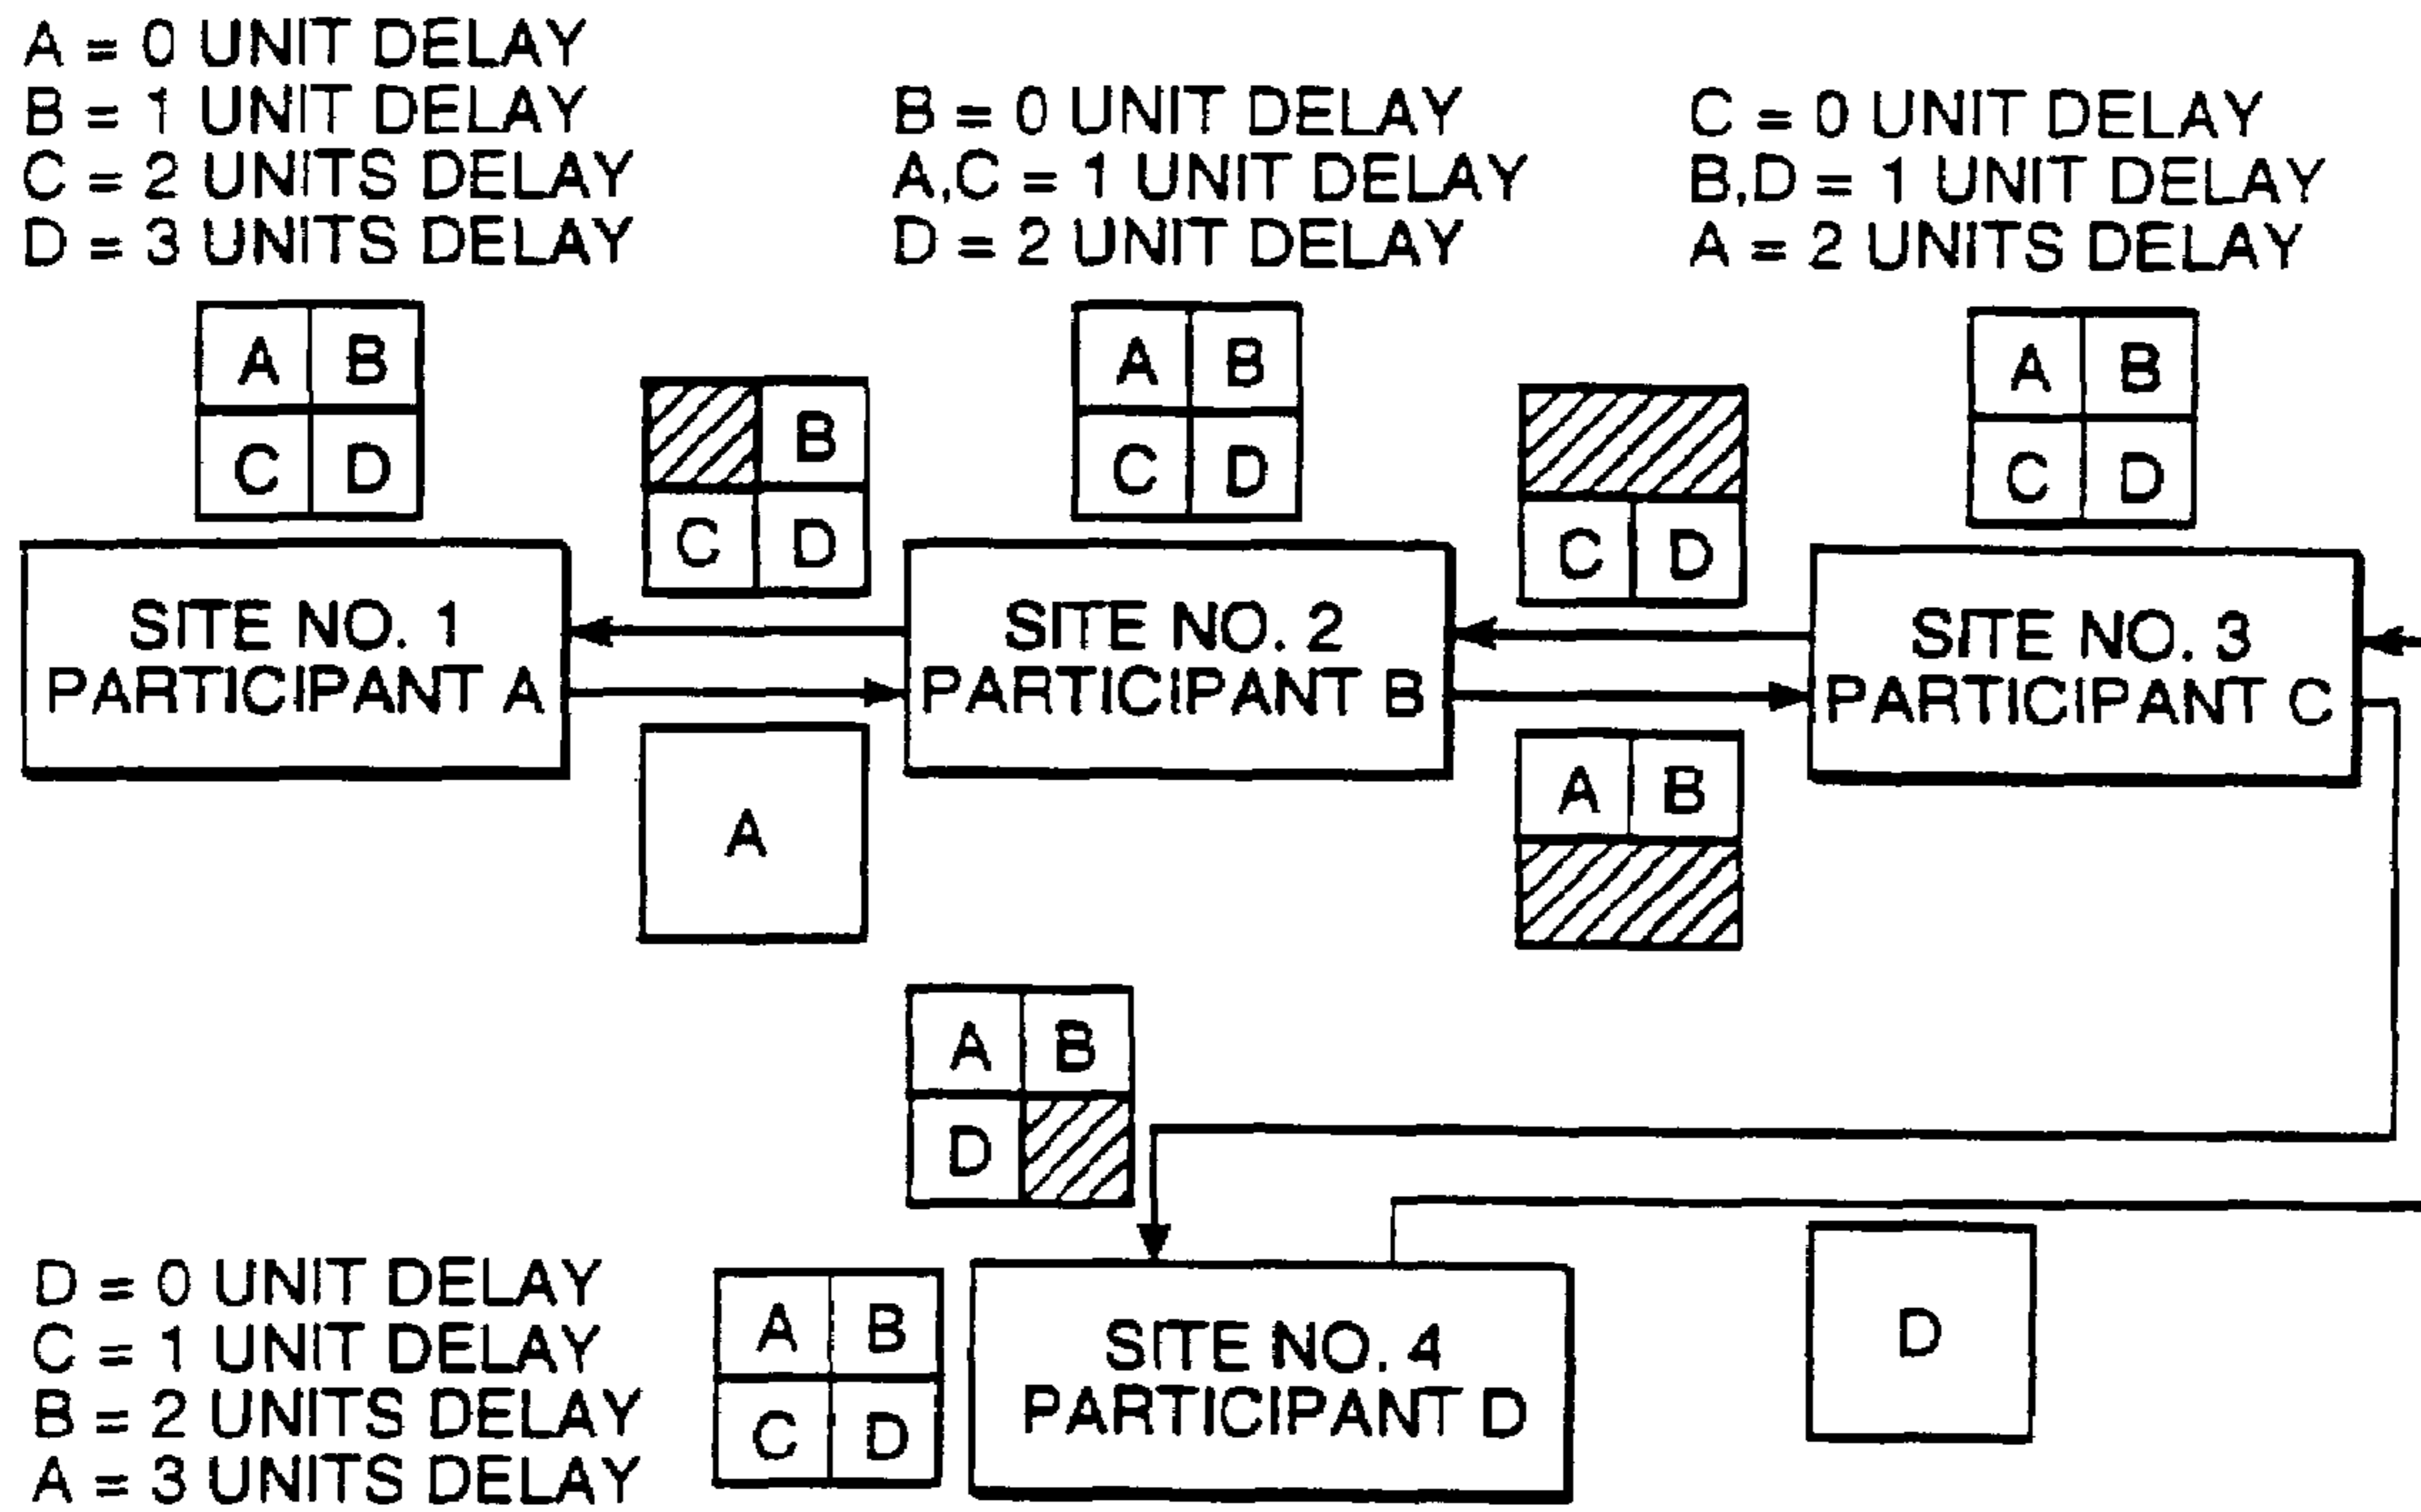 A = 0 UNIT DELAY
B = 1 UNIT DELAY
C = 2 UNITS DELAY
D = 3 UNITS DELAY
B = 0 UNIT DELAY
A,C = 1 UNIT DELAY
D = 2 UNIT DELAY
C = 0 UNIT DELAY
B,D = 1 UNIT DELAY
A = 2 UNITS DELAY
A B
C D
B
C D
A B
C D
C D
A B
C D
SITE NO. 1
PARTICIPANT A
SITE NO. 2
PARTICIPANT B
SITE NO. 3
PARTICIPANT C
A
A B
A B
D
D = 0 UNIT DELAY
C = 1 UNIT DELAY
B = 2 UNITS DELAY
A = 3 UNITS DELAY
A B
C D
SITE NO. 4
PARTICIPANT D
D